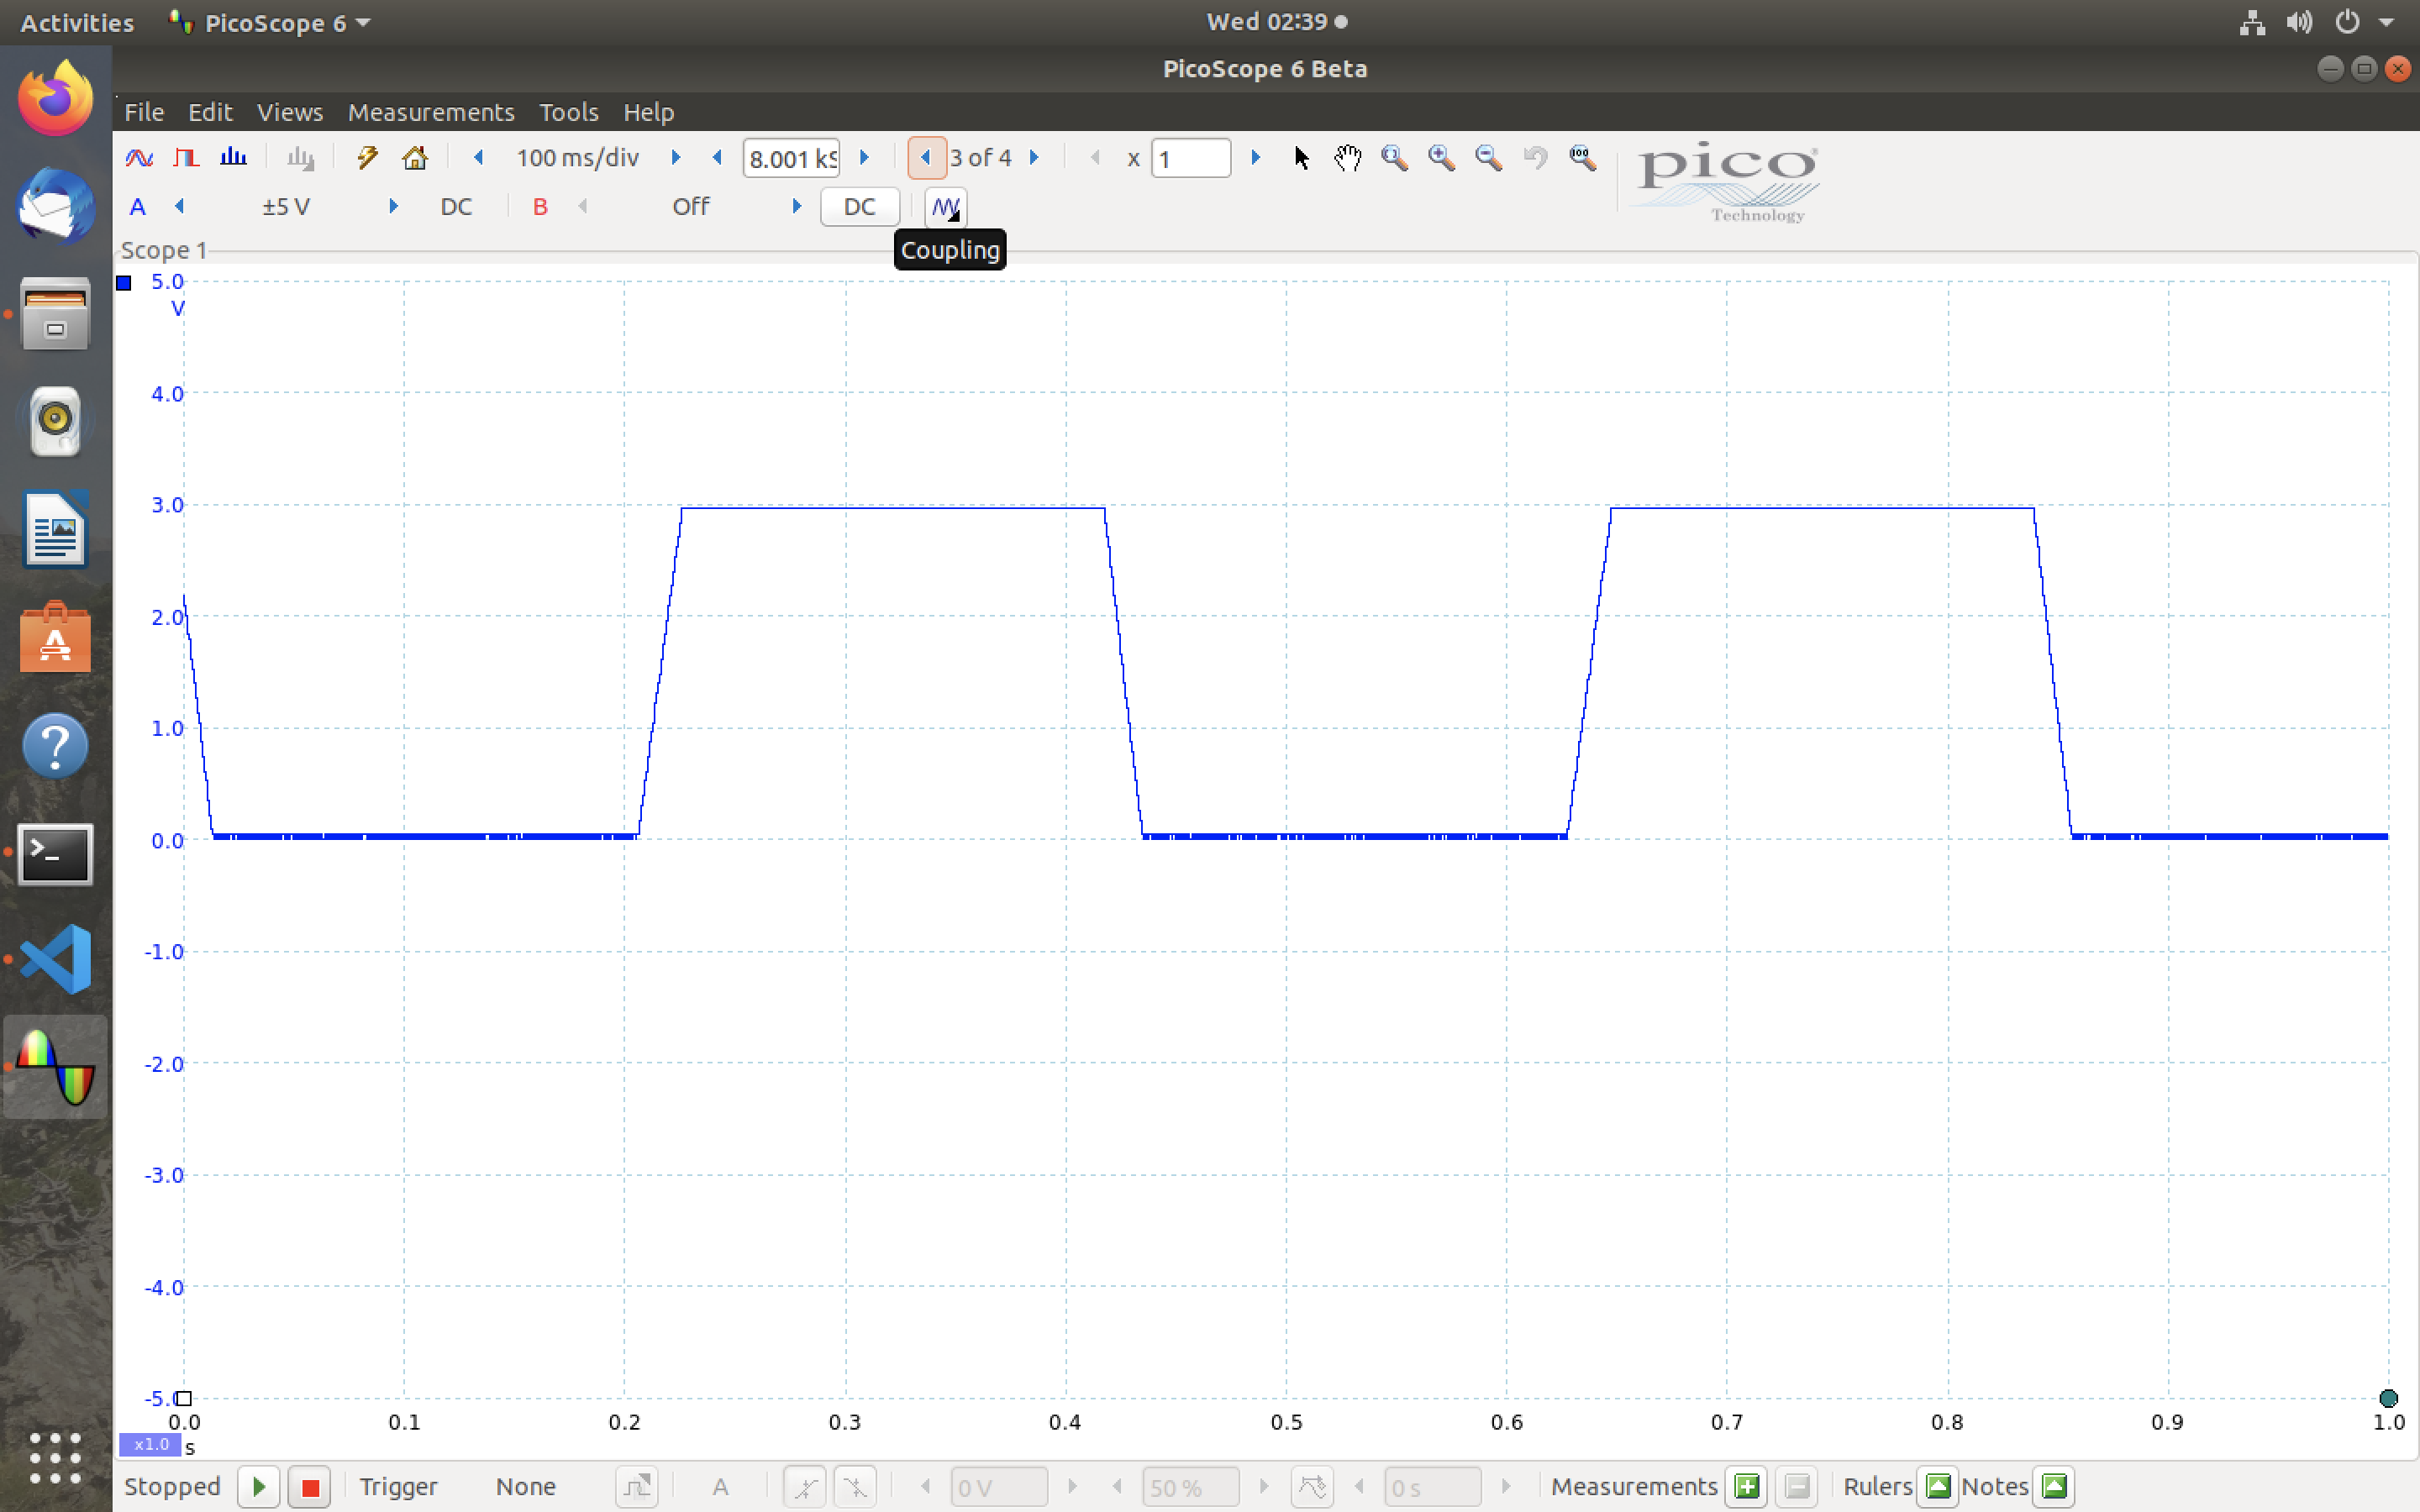 Activities PicoScope 6 Wed 02:39
PicoScope 6 Beta
File Edit Views Measurements Tools Help
100 ms/div 8.001 kS 3 of 4 x 1
A ±5 V DC B Off DC
pico
Technology
Coupling
Scope 1
5.0
V
4.0
3.0
2.0
1.0
0.0
-1.0
-2.0
-3.0
-4.0
-5.0
0.0 0.1 0.2 0.3 0.4 0.5 0.6 0.7 0.8 0.9 1.0
x1.0 s
Stopped Trigger None A 0 V 50 % 0 s Measurements Rulers Notes